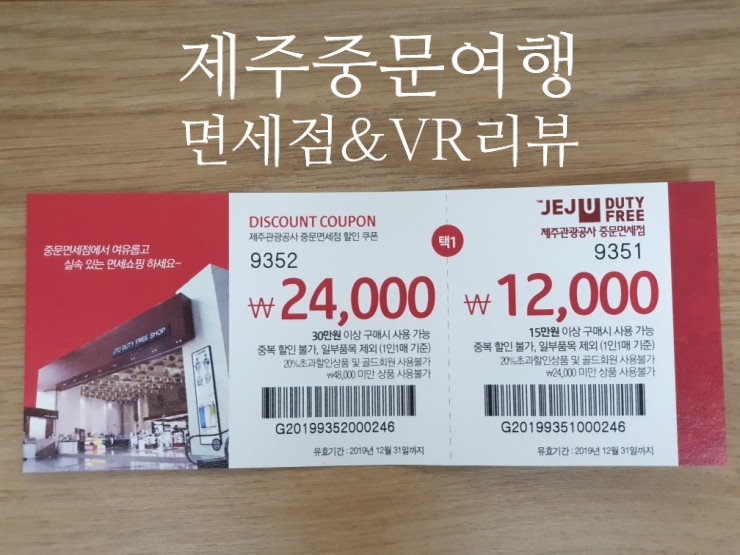 제주중문여행
면세점&VR리뷰
중문면세점에서 여유롭고
실속 있는 면세쇼핑 하세요~
JTO DUTY FREE SHOP
DISCOUNT COUPON
제주관광공사 중문면세점 할인 쿠폰
9352
₩24,000
30만원 이상 구매시 사용 가능
중복 할인 불가, 일부품목 제외 (1인1매 기준)
20%초과할인상품 및 골드회원 사용불가
₩48,000 미만 상품 사용불가
G20199352000246
유효기간 : 2019년 12월 31일까지
택1
TM JEJU DUTY FREE
제주관광공사 중문면세점
9351
₩12,000
15만원 이상 구매시 사용 가능
중복 할인 불가, 일부품목 제외 (1인1매 기준)
20%초과할인상품 및 골드회원 사용불가
₩24,000 미만 상품 사용불가
G20199351000246
유효기간 : 2019년 12월 31일까지